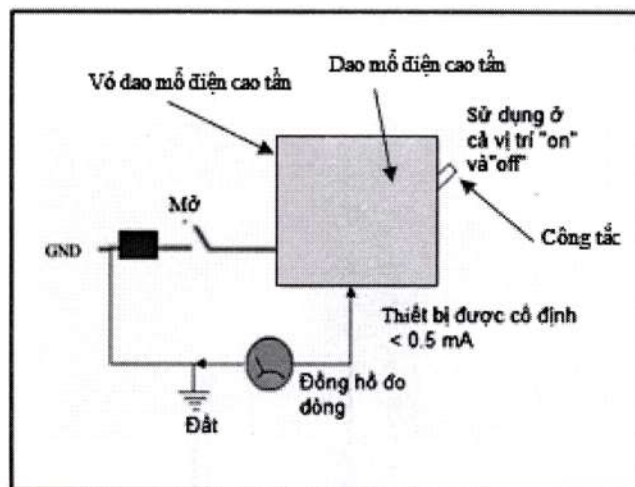 Dao mổ điện cao tần
Vỏ dao mổ điện cao tần
Sử dụng ở
cả vị trí "on"
và"off"
Mở
Công tắc
GND
Thiết bị được cố định
< 0.5 mA
Đồng hồ đo
dòng
Đất